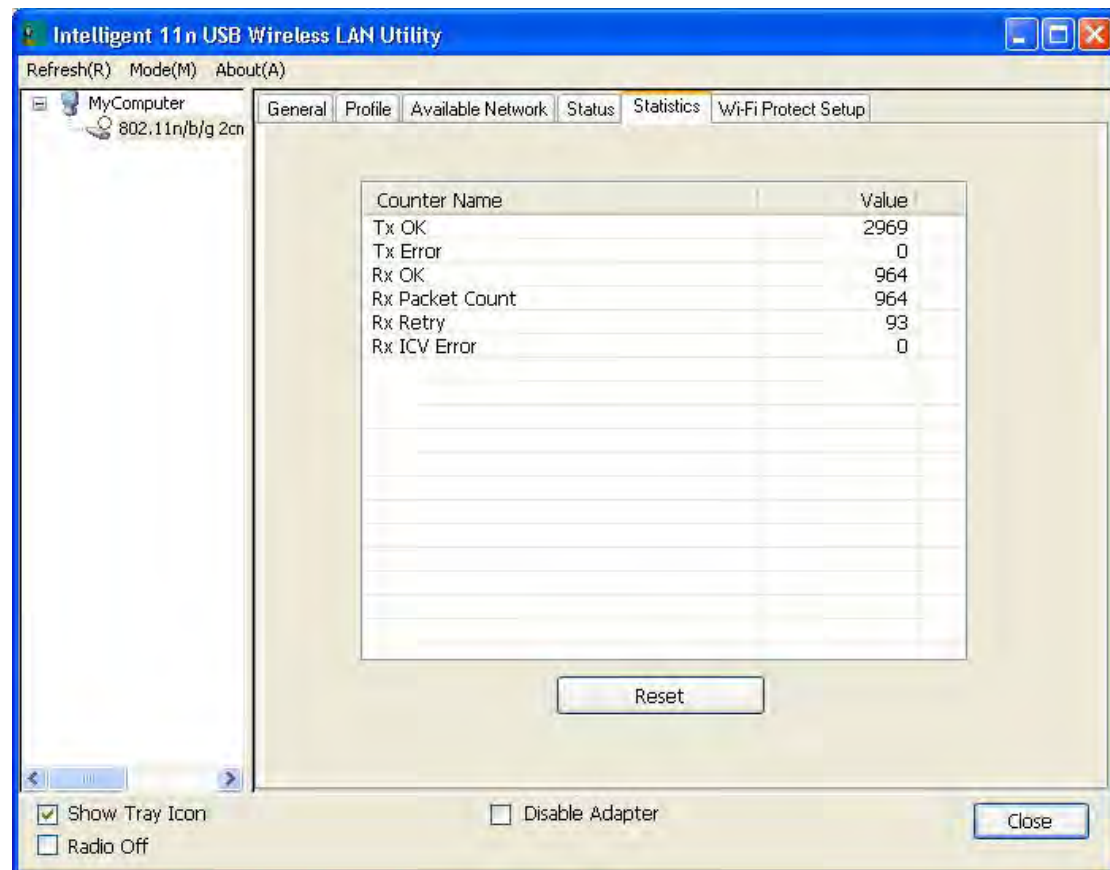 Intelligent 11n USB Wireless LAN Utility
Refresh(R) Mode(M) About(A)
MyComputer
802.11n/b/g 2cn
General Profile Available Network Status Statistics Wi-Fi Protect Setup
Counter Name Value
Tx OK 2969
Tx Error 0
Rx OK 964
Rx Packet Count 964
Rx Retry 93
Rx ICV Error 0
Reset
Show Tray Icon Disable Adapter
Radio Off
Close